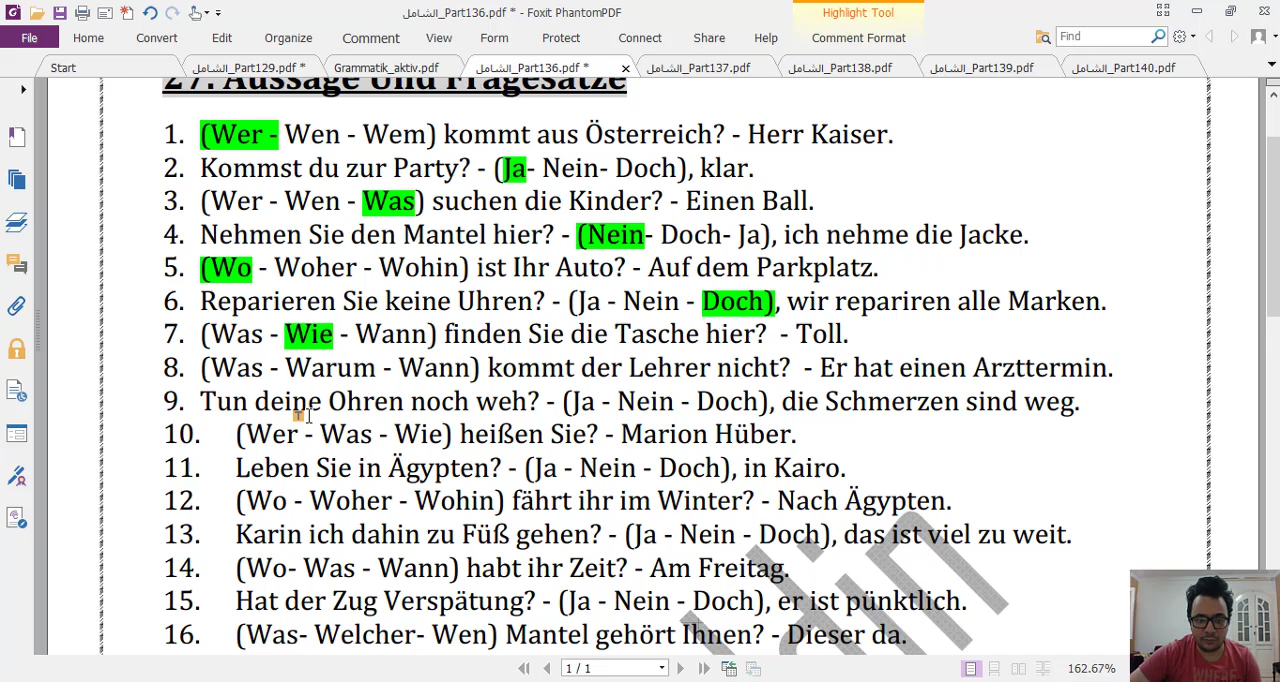 الشامل_Part136.pdf * - Foxit PhantomPDF
Highlight Tool
File Home Convert Edit Organize Comment View Form Protect Connect Share Help Comment Format Find
Start الشامل_Part129.pdf * Grammatik_aktiv.pdf الشامل_Part136.pdf * الشامل_Part137.pdf الشامل_Part138.pdf الشامل_Part139.pdf الشامل_Part140.pdf
27. Aussage und Fragesätze
1. (Wer - Wen - Wem) kommt aus Österreich? - Herr Kaiser.
2. Kommst du zur Party? - (Ja- Nein- Doch), klar.
3. (Wer - Wen - Was) suchen die Kinder? - Einen Ball.
4. Nehmen Sie den Mantel hier? - (Nein- Doch- Ja), ich nehme die Jacke.
5. (Wo - Woher - Wohin) ist Ihr Auto? - Auf dem Parkplatz.
6. Reparieren Sie keine Uhren? - (Ja - Nein - Doch), wir repariren alle Marken.
7. (Was - Wie - Wann) finden Sie die Tasche hier? - Toll.
8. (Was - Warum - Wann) kommt der Lehrer nicht? - Er hat einen Arzttermin.
9. Tun deine Ohren noch weh? - (Ja - Nein - Doch), die Schmerzen sind weg.
10. (Wer - Was - Wie) heißen Sie? - Marion Hüber.
11. Leben Sie in Ägypten? - (Ja - Nein - Doch), in Kairo.
12. (Wo - Woher - Wohin) fährt ihr im Winter? - Nach Ägypten.
13. Karin ich dahin zu Füß gehen? - (Ja - Nein - Doch), das ist viel zu weit.
14. (Wo- Was - Wann) habt ihr Zeit? - Am Freitag.
15. Hat der Zug Verspätung? - (Ja - Nein - Doch), er ist pünktlich.
16. (Was- Welcher- Wen) Mantel gehört Ihnen? - Dieser da.
1 / 1
162.67%